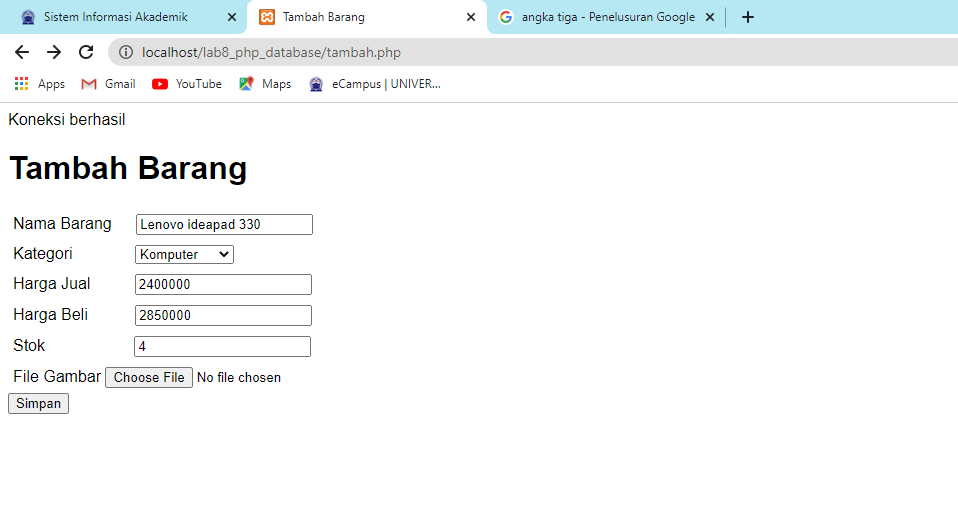 Sistem Informasi Akademik
Tambah Barang
angka tiga - Penelusuran Google
localhost/lab8_php_database/tambah.php
Apps Gmail YouTube Maps eCampus | UNIVER...
Koneksi berhasil
Tambah Barang
Nama Barang Lenovo ideapad 330
Kategori Komputer
Harga Jual 2400000
Harga Beli 2850000
Stok 4
File Gambar Choose File No file chosen
Simpan